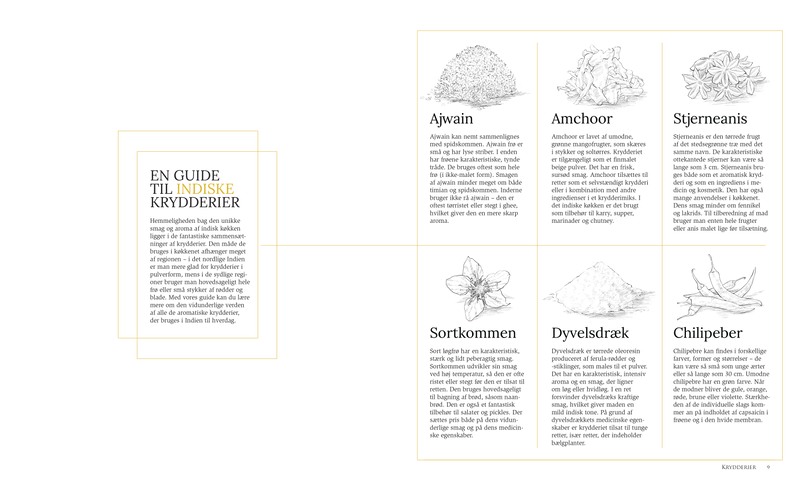 EN GUIDE
TIL INDISKE
KRYDDERIER
Hemmeligheden bag den unikke
smag og aroma af indisk køkken
ligger i de fantastiske sammensæt-
ninger af krydderier. Den måde de
bruges i køkkenet afhænger meget
af regionen – i det nordlige Indien
er man mere glad for krydderier i
pulverform, mens i de sydlige regi-
oner bruger man hovedsageligt hele
frø eller små stykker af rødder og
blade. Med vores guide kan du lære
mere om den vidunderlige verden
af alle de aromatiske krydderier,
der bruges i Indien til hverdag.
Ajwain
Ajwain kan nemt sammenlignes
med spidskommen. Ajwain frø er
små og har lyse striber. I enden
har frøene karakteristiske, tynde
tråde. De bruges oftest som hele
frø (i ikke-malet form). Smagen
af ajwain minder meget om både
timian og spidskommen. Inderne
bruger ikke rå ajwain – den er
oftest tørristet eller stegt i ghee,
hvilket giver den en mere skarp
aroma.
Amchoor
Amchoor er lavet af umodne,
grønne mangofrugter, som skæres
i stykker og soltørres. Krydderiet
er tilgængeligt som et finmalet
beige pulver. Det har en frisk,
sursød smag. Amchoor tilsættes til
retter som et selvstændigt krydderi
eller i kombination med andre
ingredienser i et krydderimiks. I
det indiske køkken er det brugt
som tilbehør til karry, supper,
marinader og chutney.
Stjerneanis
Stjerneanis er den tørrede frugt
af det stedsegrønne træ med det
samme navn. De karakteristiske
ottekantede stjerner kan være så
lange som 3 cm. Stjerneanis bru-
ges både som et aromatisk kryd-
deri og som en ingrediens i me-
dicin og kosmetik. Den har også
mange anvendelser i køkkenet.
Dens smag minder om fennikel
og lakrids. Til tilberedning af mad
bruger man enten hele frugter
eller anis malet lige før tilsætning.
Sortkommen
Sort løgfrø har en karakteristisk,
stærk og lidt peberagtig smag.
Sortkommen udvikler sin smag
ved høj temperatur, så den er ofte
ristet eller stegt før den er tilsat til
retten. Den bruges hovedsageligt
til bagning af brød, såsom naan-
brød. Den er også et fantastisk
tilbehør til salater og pickles. Der
sættes pris både på dens vidun-
derlige smag og på dens medicin-
ske egenskaber.
Dyvelsdræk
Dyvelsdræk er tørrede oleoresin
produceret af ferula-rødder og
-stiklinger, som males til et pulver.
Det har en karakteristisk, intensiv
aroma og en smag, der ligner
om løg eller hvidløg. I en ret
forsvinder dyvelsdræks kraftige
smag, hvilket giver maden en
mild indisk tone. På grund af
dyvelsdrækkets medicinske egen-
skaber er krydderiet tilsat til tunge
retter, især retter, der indeholder
bælgplanter.
Chilipeber
Chilipebre kan findes i forskellige
farver, former og størrelser – de
kan være så små som unge ærter
eller så lange som 30 cm. Umodne
chilipebre har en grøn farve. Når
de modner bliver de gule, orange,
røde, brune eller violette. Stærkhe-
den af de individuelle slags kom-
mer an på indholdet af capsaicin i
frøene og i den hvide membran.
KRYDDERIER 9